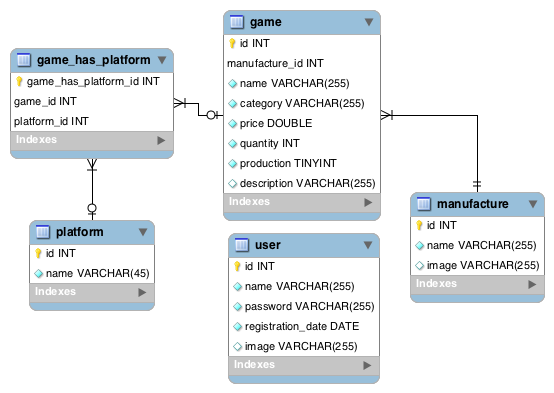 game
id INT
manufacture_id INT
name VARCHAR(255)
category VARCHAR(255)
price DOUBLE
quantity INT
production TINYINT
description VARCHAR(255)
Indexes
game_has_platform
game_has_platform_id INT
game_id INT
platform_id INT
Indexes
platform
id INT
name VARCHAR(45)
Indexes
user
id INT
name VARCHAR(255)
password VARCHAR(255)
registration_date DATE
image VARCHAR(255)
Indexes
manufacture
id INT
name VARCHAR(255)
image VARCHAR(255)
Indexes